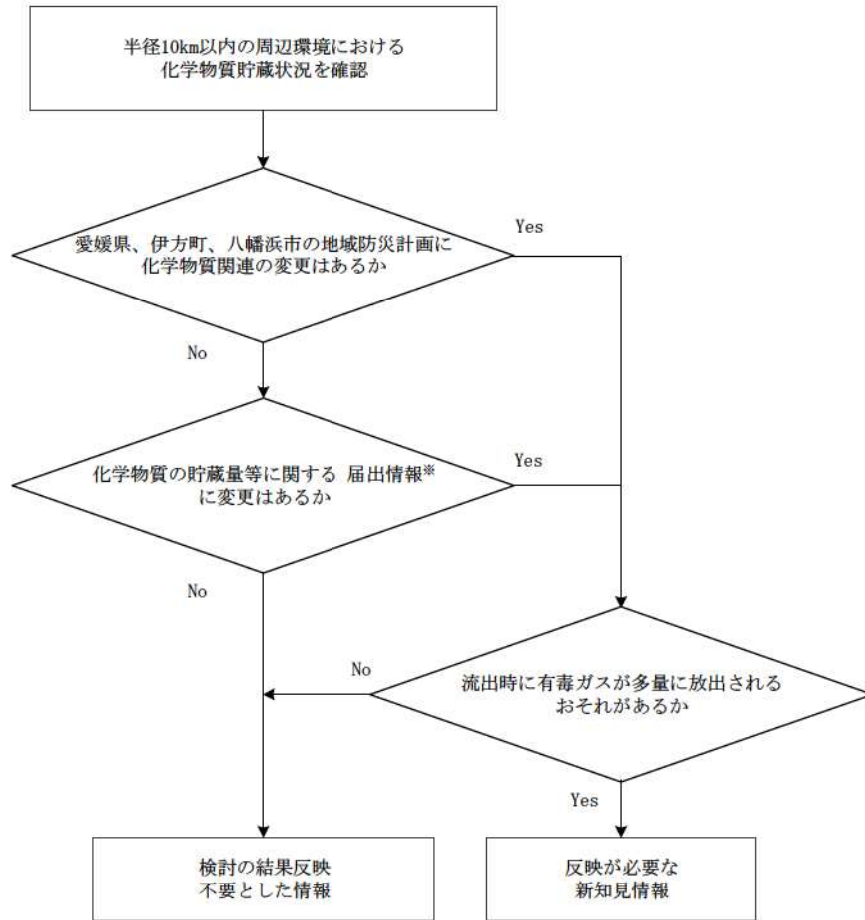 半径10km以内の周辺環境における
化学物質貯蔵状況を確認
愛媛県、伊方町、八幡浜市の地域防災計画に
化学物質関連の変更はあるか
Yes
No
化学物質の貯蔵量等に関する 届出情報※
に変更はあるか
Yes
No
流出時に有毒ガスが多量に放出される
おそれがあるか
No
Yes
検討の結果反映
不要とした情報
反映が必要な
新知見情報